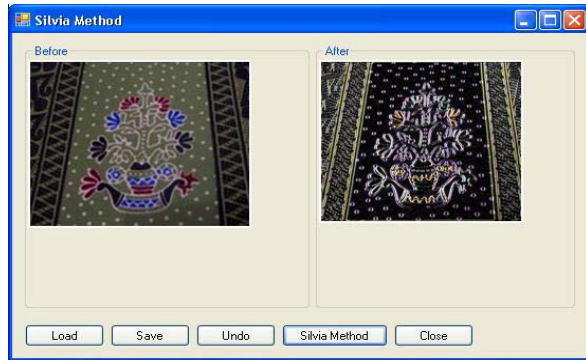 Silvia Method
Before
After
Load
Save
Undo
Silvia Method
Close